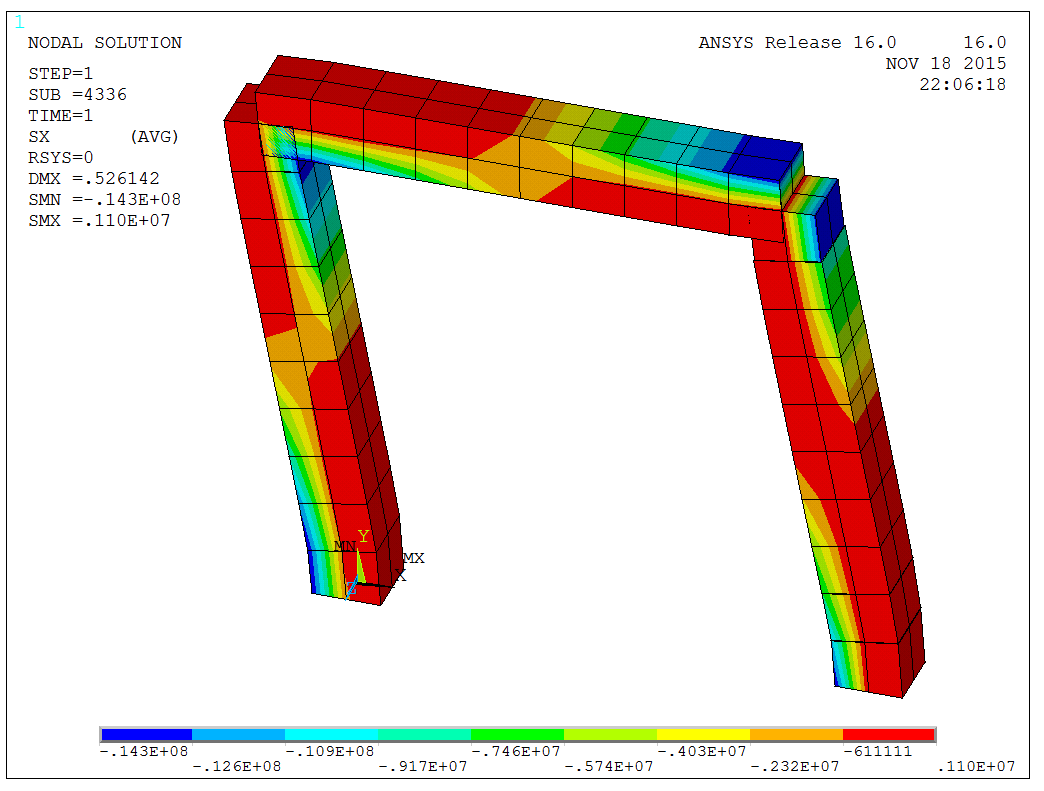 1
NODAL SOLUTION
STEP=1
SUB =4336
TIME=1
SX (AVG)
RSYS=0
DMX =.526142
SMN =-.143E+08
SMX =.110E+07
ANSYS Release 16.0 16.0
NOV 18 2015
22:06:18
MN
Y
MX
X
Z
-.143E+08 -.109E+08 -.746E+07 -.403E+07 -611111
-.126E+08 -.917E+07 -.574E+07 -.232E+07 .110E+07